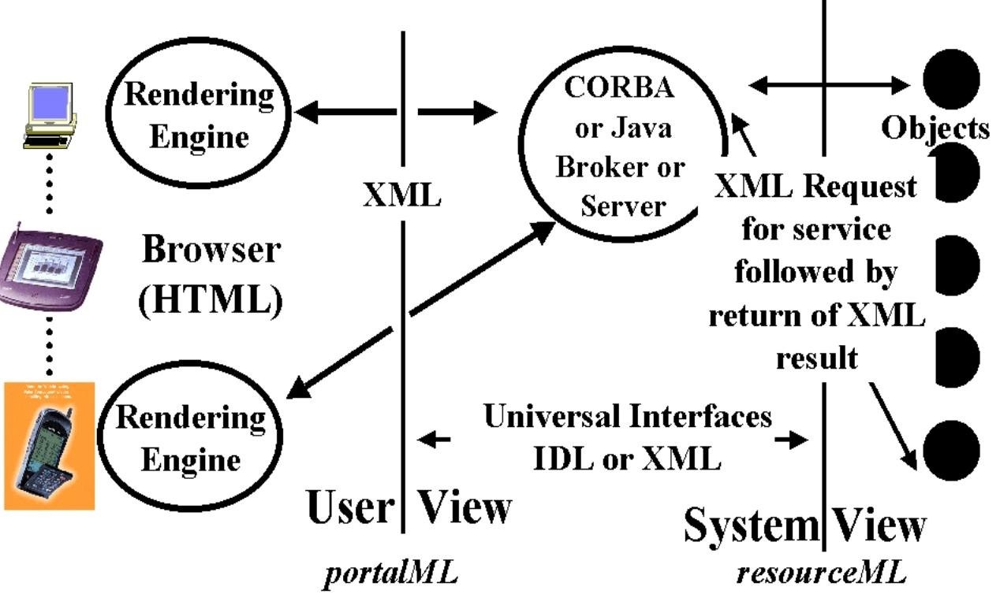 Rendering
Engine
CORBA
or Java
Broker or
Server
Objects
XML
XML Request
for service
followed by
return of XML
result
Browser
(HTML)
Rendering
Engine
Universal Interfaces
IDL or XML
User View
System View
portalML
resourceML